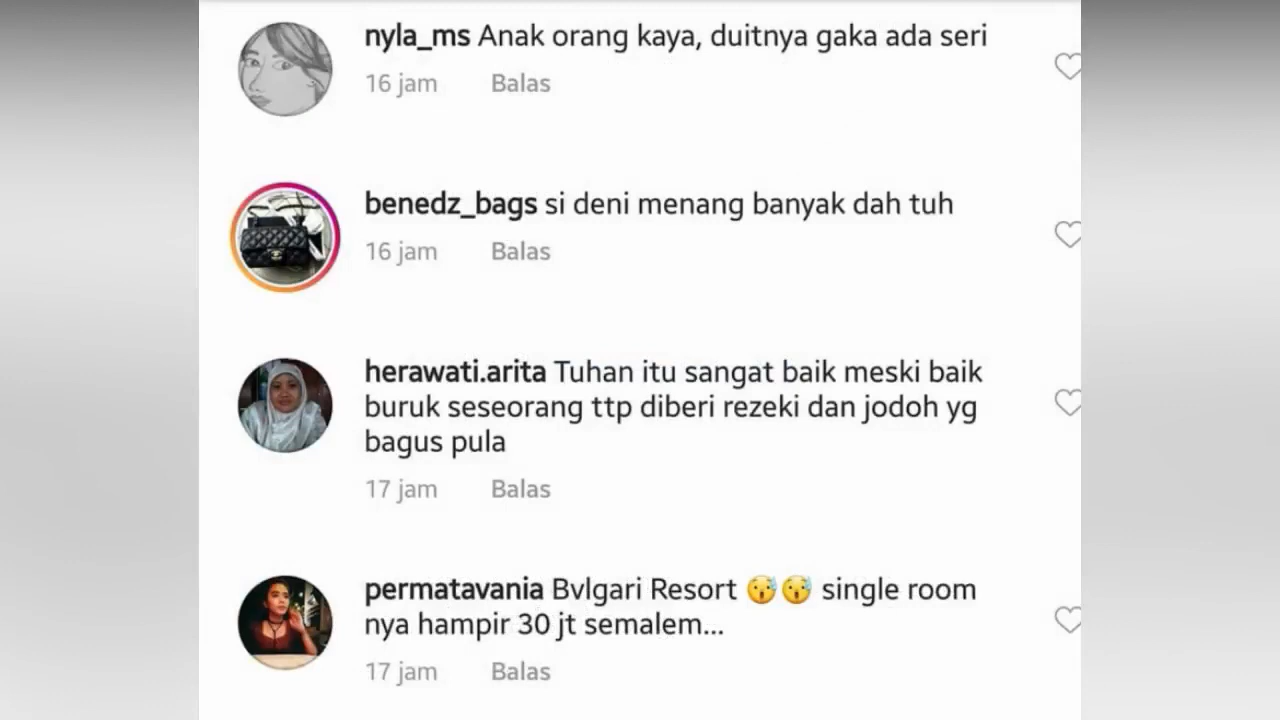 nyla_ms Anak orang kaya, duitnya gaka ada seri
16 jam Balas
benedz_bags si deni menang banyak dah tuh
16 jam Balas
herawati.arita Tuhan itu sangat baik meski baik
buruk seseorang ttp diberi rezeki dan jodoh yg
bagus pula
17 jam Balas
permatavania Bvlgari Resort 😰😰 single room
nya hampir 30 jt semalem...
17 jam Balas